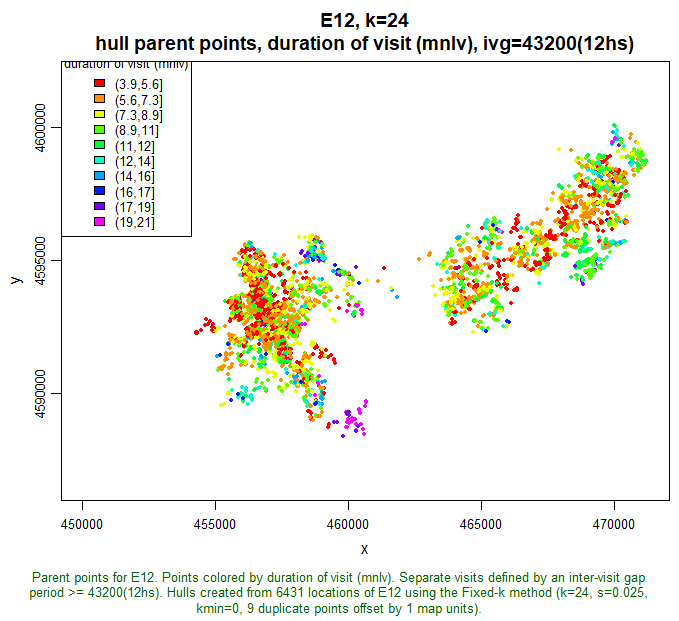 E12, k=24
hull parent points, duration of visit (mnlv), ivg=43200(12hs)
duration of visit (mnlv)
(3.9,5.6]
(5.6,7.3]
(7.3,8.9]
(8.9,11]
(11,12]
(12,14]
(14,16]
(16,17]
(17,19]
(19,21]
4600000
4595000
4590000
y
450000 455000 460000 465000 470000
x
Parent points for E12. Points colored by duration of visit (mnlv). Separate visits defined by an inter-visit gap
period >= 43200(12hs). Hulls created from 6431 locations of E12 using the Fixed-k method (k=24, s=0.025,
kmin=0, 9 duplicate points offset by 1 map units).